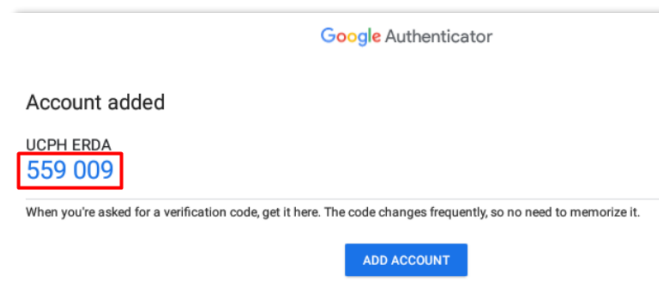 Google Authenticator
Account added
UCPH ERDA
559 009
When you're asked for a verification code, get it here. The code changes frequently, so no need to memorize it.
ADD ACCOUNT